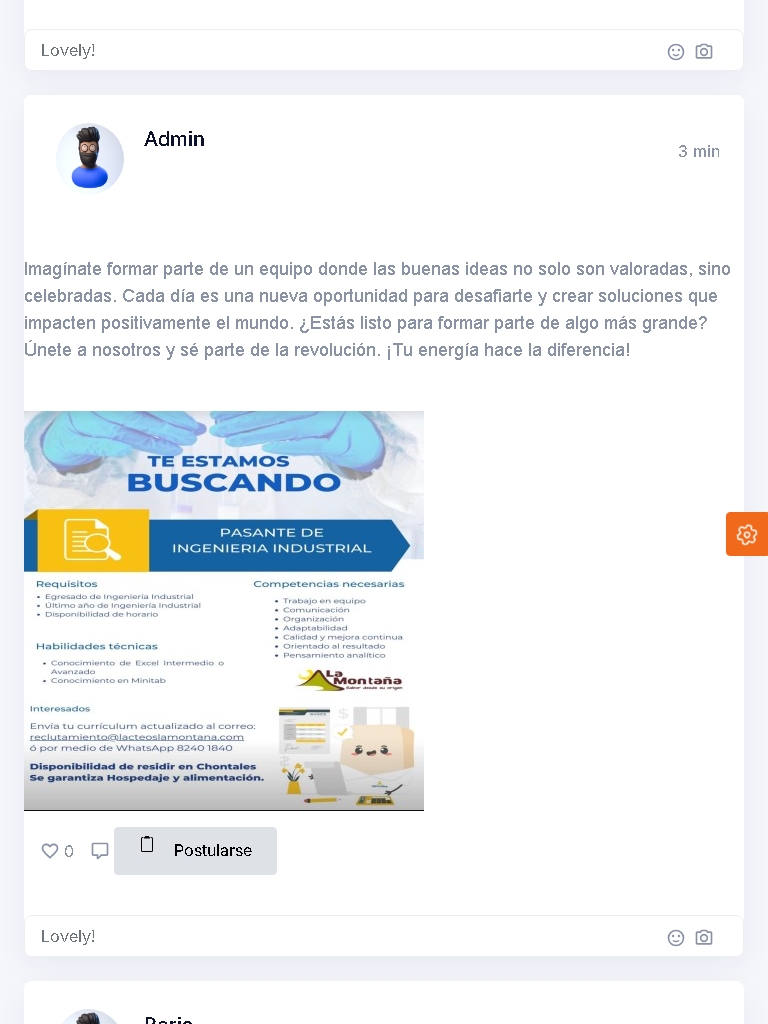 Lovely!
Admin
3 min
Imagínate formar parte de un equipo donde las buenas ideas no solo son valoradas, sino
celebradas. Cada día es una nueva oportunidad para desafiarte y crear soluciones que
impacten positivamente el mundo. ¿Estás listo para formar parte de algo más grande?
Únete a nosotros y sé parte de la revolución. ¡Tu energía hace la diferencia!
TE ESTAMOS
BUSCANDO
PASANTE DE
INGENIERIA INDUSTRIAL
Requisitos
• Egresado de Ingeniería Industrial
• Último año de Ingeniería Industrial
• Disponibilidad de horario
Habilidades técnicas
• Conocimiento de Excel Intermedio o
Avanzado
• Conocimiento en Minitab
Competencias necesarias
• Trabajo en equipo
• Comunicación
• Organización
• Adaptabilidad
• Calidad y mejora continua
• Orientado al resultado
• Pensamiento analítico
La
Montaña
Sabor desde su origen
Interesados
Envía tu currículum actualizado al correo:
reclutamiento@lacteoslamontana.com
ó por medio de WhatsApp 8240 1840
Disponibilidad de residir en Chontales
Se garantiza Hospedaje y alimentación.
0
Postularse
Lovely!